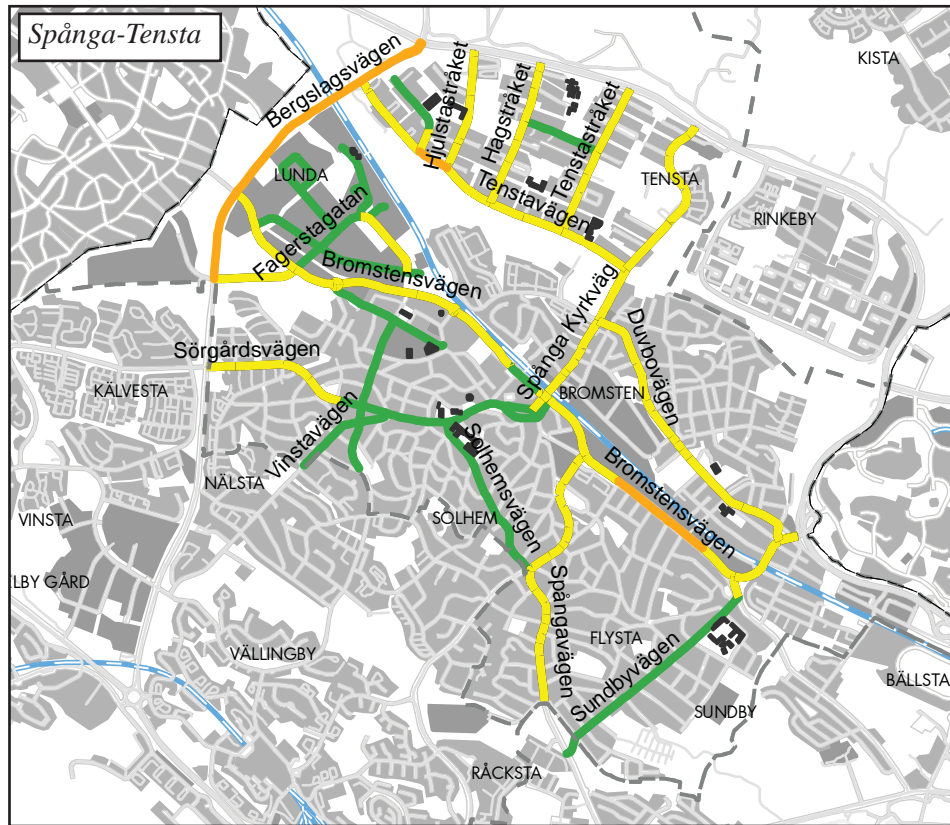 Spånga-Tensta
KISTA
Bergslagsvägen
Hjulstastråket
Hagstråket
Tenstastråket
LUNDA
TENSTA
Tenstavägen
RINKEBY
Fagerstagatan
Bromstensvägen
Spånga Kyrkväg
Duvbovägen
Sörgårdsvägen
KÄLVESTA
BROMSTEN
Vinstavägen
Solhemsvägen
NÄLSTA
Bromstensvägen
VINSTA
SOLHEM
ELBY GÅRD
Spångavägen
FLYSTA
VÄLLINGBY
Sundbyvägen
BÄLLSTA
SUNDBY
RÅCKSTA